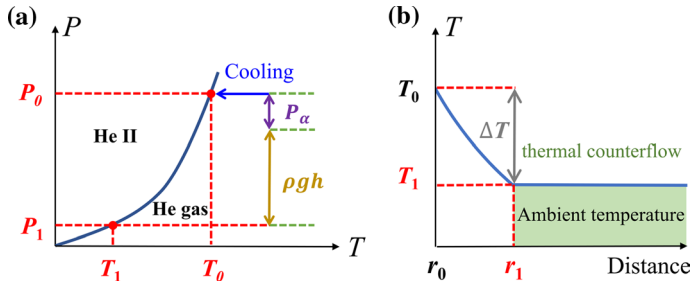 (a)
P
Cooling
P₀
Pα
He II
ρgh
He gas
P₁
T₁
T₀
T
(b)
T
T₀
ΔT
thermal counterflow
T₁
Ambient temperature
r₀
r₁
Distance